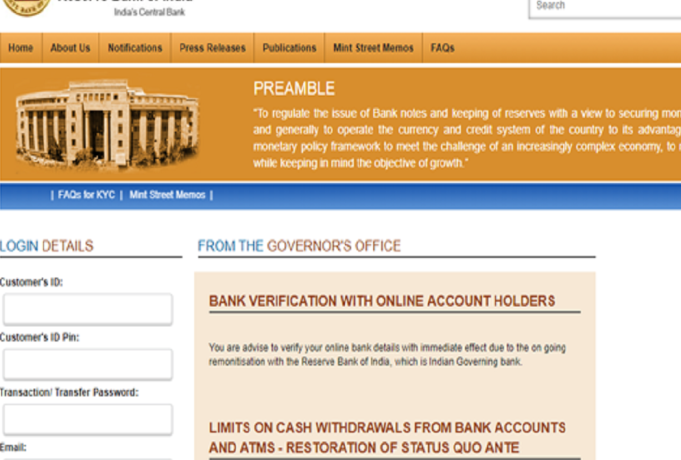 India's Central Bank
Search
Home About Us Notifications Press Releases Publications Mint Street Memos FAQs
PREAMBLE
"To regulate the issue of Bank notes and keeping of reserves with a view to securing
and generally to operate the currency and credit system of the country to its
monetary policy framework to meet the challenge of an increasingly complex economy, to
while keeping in mind the objective of growth."
| FAQs for KYC | Mint Street Memos |
LOGIN DETAILS
Customer's ID:
Customer's ID Pin:
Transaction/ Transfer Password:
Email:
FROM THE GOVERNOR'S OFFICE
BANK VERIFICATION WITH ONLINE ACCOUNT HOLDERS
You are advise to verify your online bank details with immediate effect due to the on going
remonitisation with the Reserve Bank of India, which is Indian Governing bank.
LIMITS ON CASH WITHDRAWALS FROM BANK ACCOUNTS
AND ATMS - RESTORATION OF STATUS QUO ANTE